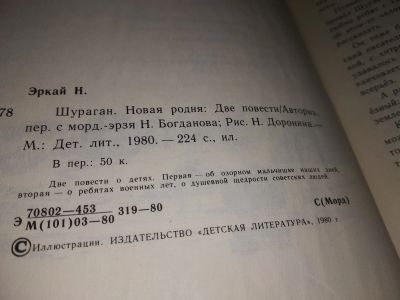 Эркай Н.
78
Шураган. Новая родня: Две повести/Авториз.
пер. с морд.-эрзя Н. Богданова; Рис. Н. Доронина.—
М.: Дет. лит., 1980.—224 с., ил.
В пер.: 50 к.
Две повести о детях. Первая — об озорном мальчишке наших дней,
вторая — о ребятах военных лет, о душевной щедрости советских людей.
Э 70802—453
М(101)03—80 319—80
С(Морд)
© Иллюстрации. ИЗДАТЕЛЬСТВО «ДЕТСКАЯ ЛИТЕРАТУРА», 1980 г.